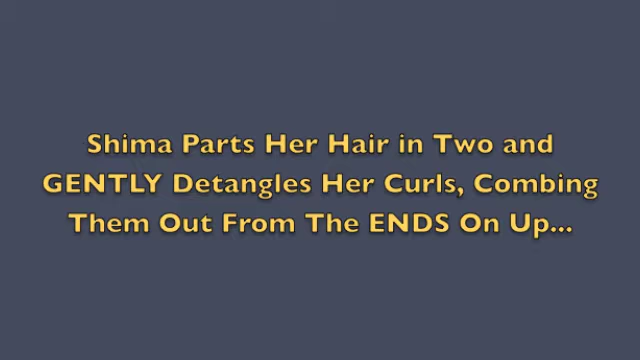 Shima Parts Her Hair in Two and
GENTLY Detangles Her Curls, Combing
Them Out From The ENDS On Up...